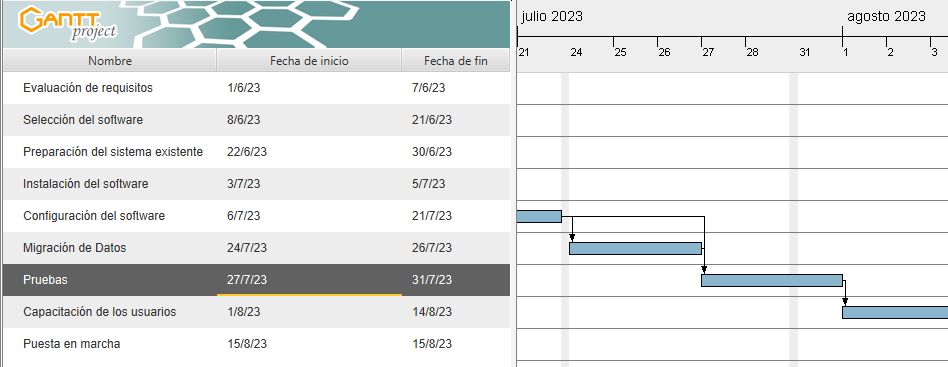 GANTT
project
julio 2023 agosto 2023
21 24 25 26 27 28 31 1 2 3
Nombre Fecha de inicio Fecha de fin
Evaluación de requisitos 1/6/23 7/6/23
Selección del software 8/6/23 21/6/23
Preparación del sistema existente 22/6/23 30/6/23
Instalación del software 3/7/23 5/7/23
Configuración del software 6/7/23 21/7/23
Migración de Datos 24/7/23 26/7/23
Pruebas 27/7/23 31/7/23
Capacitación de los usuarios 1/8/23 14/8/23
Puesta en marcha 15/8/23 15/8/23